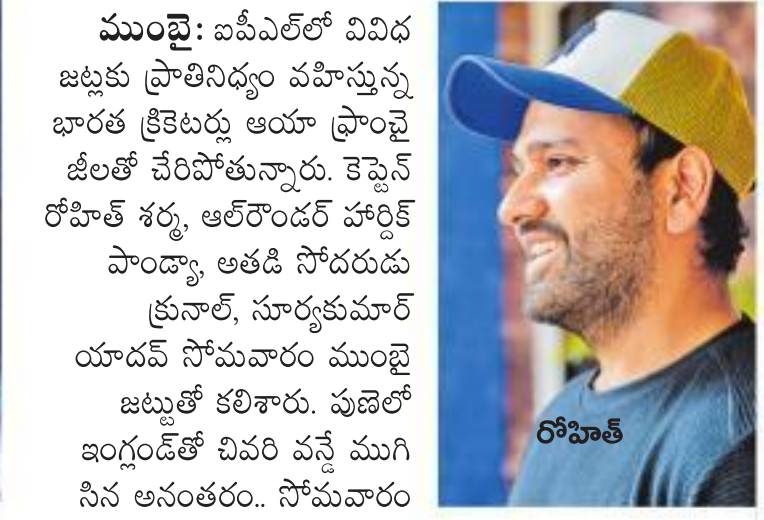 ముంబై: ఐపీఎల్‌లో వివిధ
జట్లకు ప్రాతినిధ్యం వహిస్తున్న
భారత క్రికెటర్లు ఆయా ఫ్రాంచై
జీలతో చేరిపోతున్నారు. కెప్టెన్
రోహిత్ శర్మ, ఆల్‌రౌండర్ హార్దిక్
పాండ్యా, అతడి సోదరుడు
క్రునాల్, సూర్యకుమార్
యాదవ్ సోమవారం ముంబై
జట్టుతో కలిశారు. పుణెలో
ఇంగ్లండ్‌తో చివరి వన్డే ముగి
సిన అనంతరం.. సోమవారం
రోహిత్